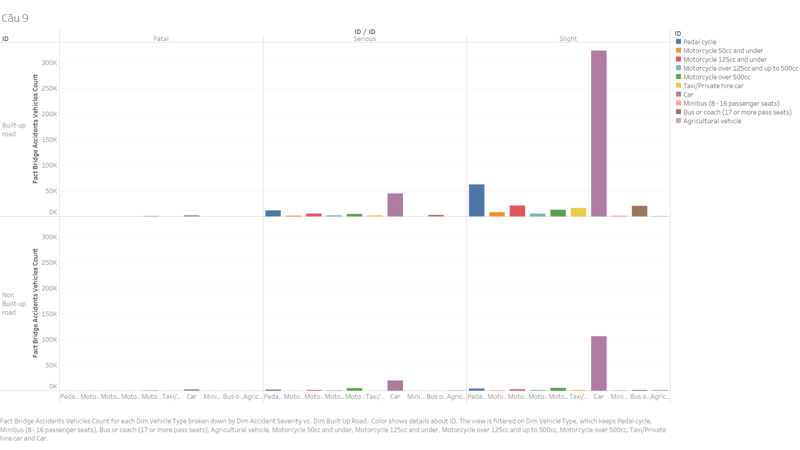 Câu 9
ID / ID
ID
Fatal
Serious
Slight
Built-up
road
Fact Bridge Accidents Vehicles Count
300K
250K
200K
150K
100K
50K
0K
Non
Built-up
road
Fact Bridge Accidents Vehicles Count
300K
250K
200K
150K
100K
50K
0K
Peda.. Moto.. Moto.. Moto.. Moto.. Taxi/.. Car Mini.. Bus o.. Agric..
Peda.. Moto.. Moto.. Moto.. Moto.. Taxi/.. Car Mini.. Bus o.. Agric..
Peda.. Moto.. Moto.. Moto.. Moto.. Taxi/.. Car Mini.. Bus o.. Agric..
ID
Pedal cycle
Motorcycle 50cc and under
Motorcycle 125cc and under
Motorcycle over 125cc and up to 500cc
Motorcycle over 500cc
Taxi/Private hire car
Car
Minibus (8 - 16 passenger seats)
Bus or coach (17 or more pass seats)
Agricultural vehicle
Fact Bridge Accidents Vehicles Count for each Dim Vehicle Type broken down by Dim Accident Severity vs. Dim Built Up Road. Color shows details about ID. The view is filtered on Dim Vehicle Type, which keeps Pedal cycle,
Minibus (8 - 16 passenger seats), Bus or coach (17 or more pass seats), Agricultural vehicle, Motorcycle 50cc and under, Motorcycle 125cc and under, Motorcycle over 125cc and up to 500cc, Motorcycle over 500cc, Taxi/Private
hire car and Car.